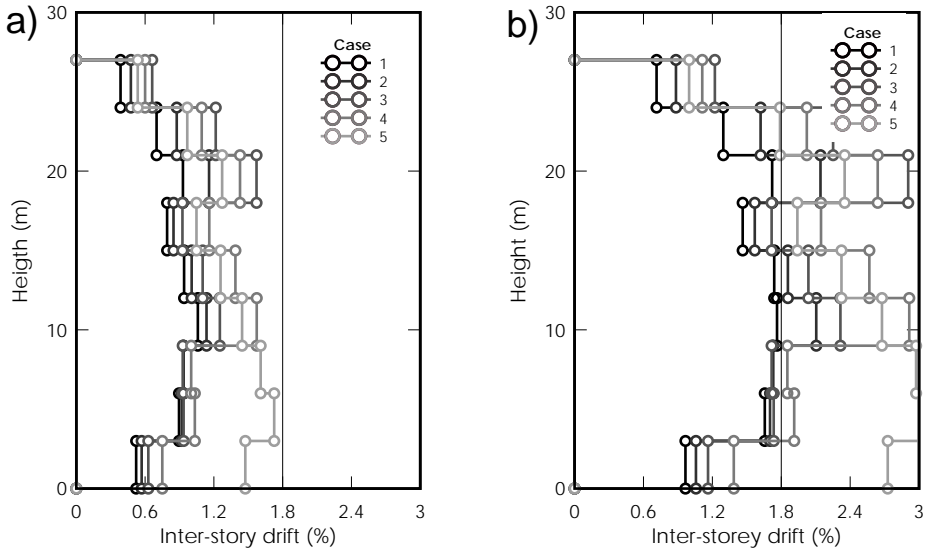 a)
30
20
10
0
Heigth (m)
0 0.6 1.2 1.8 2.4 3
Inter-story drift (%)
Case
1
2
3
4
5
b)
30
20
10
0
Height (m)
0 0.6 1.2 1.8 2.4 3
Inter-storey drift (%)
Case
1
2
3
4
5